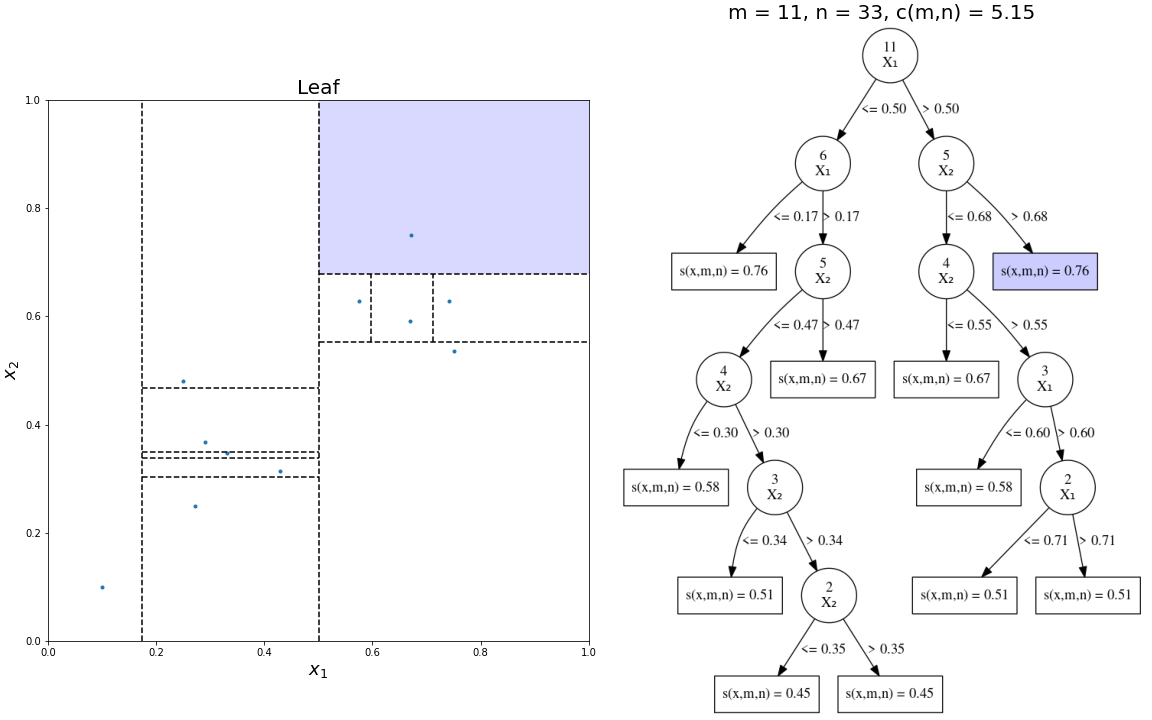 m = 11, n = 33, c(m,n) = 5.15
Leaf
1.0
0.8
0.6
0.4
0.2
0.0
x₂
0.0 0.2 0.4 0.6 0.8 1.0
x₁
11
X₁
<= 0.50 > 0.50
6 5
X₁ X₂
<= 0.17 > 0.17 <= 0.68 > 0.68
s(x,m,n) = 0.76
5
X₂
4
X₂
s(x,m,n) = 0.76
<= 0.47 > 0.47 <= 0.55 > 0.55
4
X₂
s(x,m,n) = 0.67 s(x,m,n) = 0.67
3
X₁
<= 0.30 > 0.30 <= 0.60 > 0.60
s(x,m,n) = 0.58
3
X₂
s(x,m,n) = 0.58
2
X₁
<= 0.34 > 0.34 <= 0.71 > 0.71
s(x,m,n) = 0.51
2
X₂
s(x,m,n) = 0.51 s(x,m,n) = 0.51
<= 0.35 > 0.35
s(x,m,n) = 0.45 s(x,m,n) = 0.45